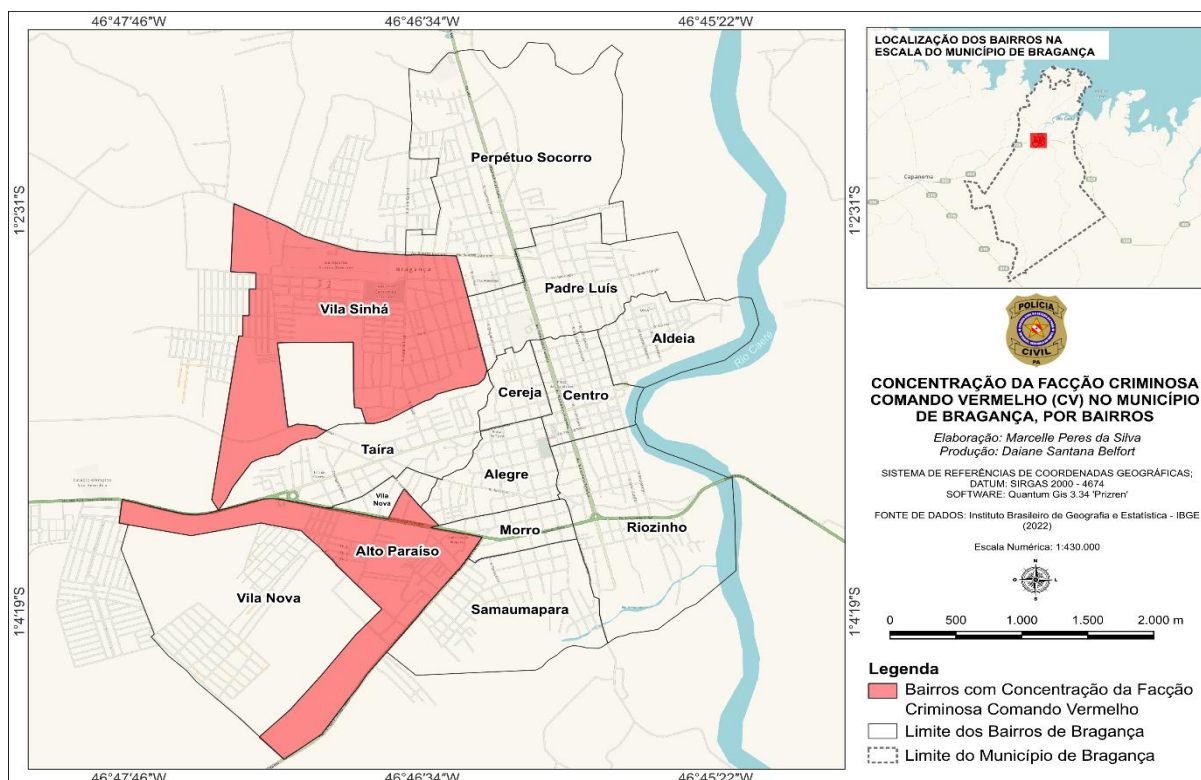 46°47'46"W
46°46'34"W
46°45'22"W
1°2'31"S
1°4'19"S
Perpétuo Socorro
Bragança
Vila Sinhá
Padre Luís
Aldeia
Rio Caeté
Cereja
Centro
Taíra
Alegre
Vila
Nova
Morro
Riozinho
Alto Paraíso
Vila Nova
Samaumapara
46°47'46"W
46°46'34"W
46°45'22"W
1°2'31"S
1°4'19"S
LOCALIZAÇÃO DOS BAIRROS NA
ESCALA DO MUNICÍPIO DE BRAGANÇA
Capanema
POLÍCIA
CIVIL
PA
CONCENTRAÇÃO DA FACÇÃO CRIMINOSA
COMANDO VERMELHO (CV) NO MUNICÍPIO
DE BRAGANÇA, POR BAIRROS
Elaboração: Marcelle Peres da Silva
Produção: Daiane Santana Belfort
SISTEMA DE REFERÊNCIAS DE COORDENADAS GEOGRÁFICAS;
DATUM: SIRGAS 2000 - 4674
SOFTWARE: Quantum Gis 3.34 'Prizren'
FONTE DE DADOS: Instituto Brasileiro de Geografia e Estatística - IBGE
(2022)
Escala Numérica: 1:430.000
N
O
L
S
0 500 1.000 1.500 2.000 m
Legenda
Bairros com Concentração da Facção
Criminosa Comando Vermelho
Limite dos Bairros de Bragança
Limite do Município de Bragança